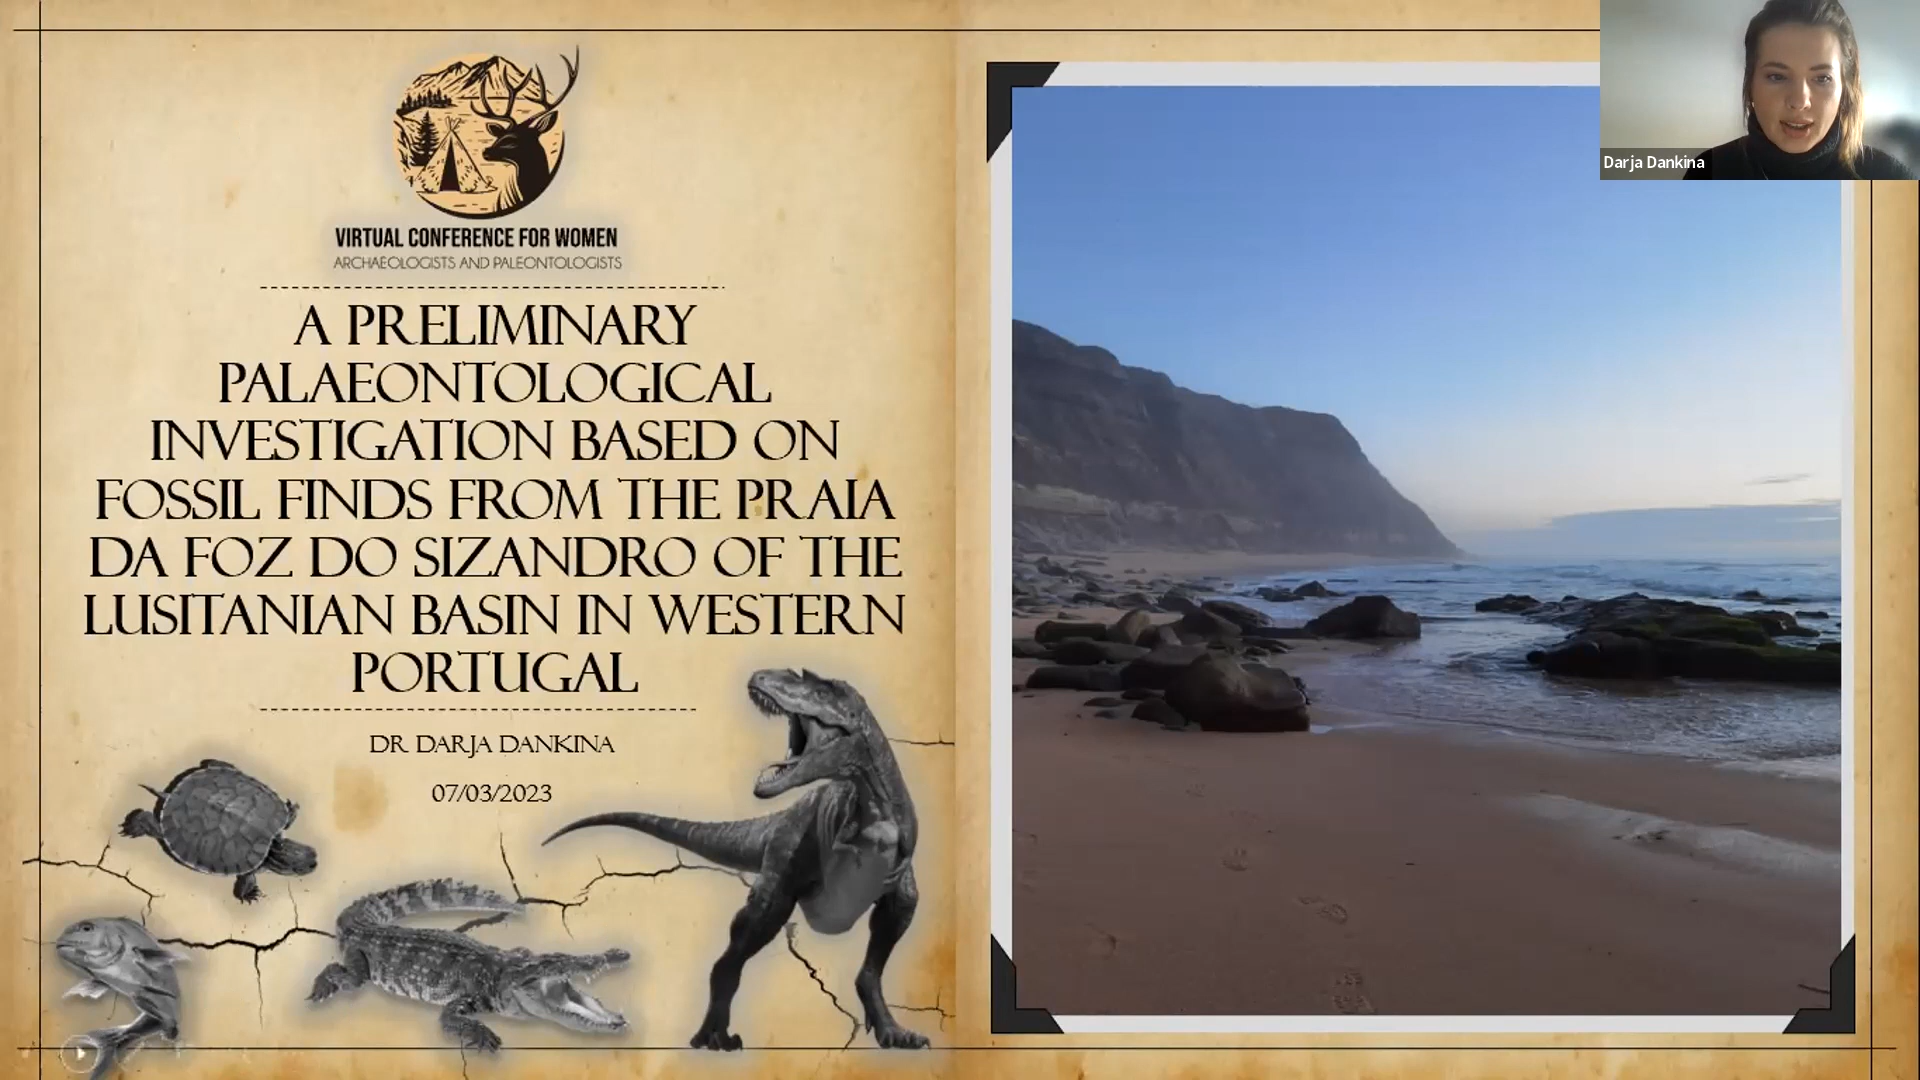 VIRTUAL CONFERENCE FOR WOMEN
ARCHAEOLOGISTS AND PALEONTOLOGISTS
A PRELIMINARY
PALAEONTOLOGICAL
INVESTIGATION BASED ON
FOSSIL FINDS FROM THE PRAIA
DA FOZ DO SIZANDRO OF THE
LUSITANIAN BASIN IN WESTERN
PORTUGAL
DR DARJA DANKINA
07/03/2023
Darja Dankina